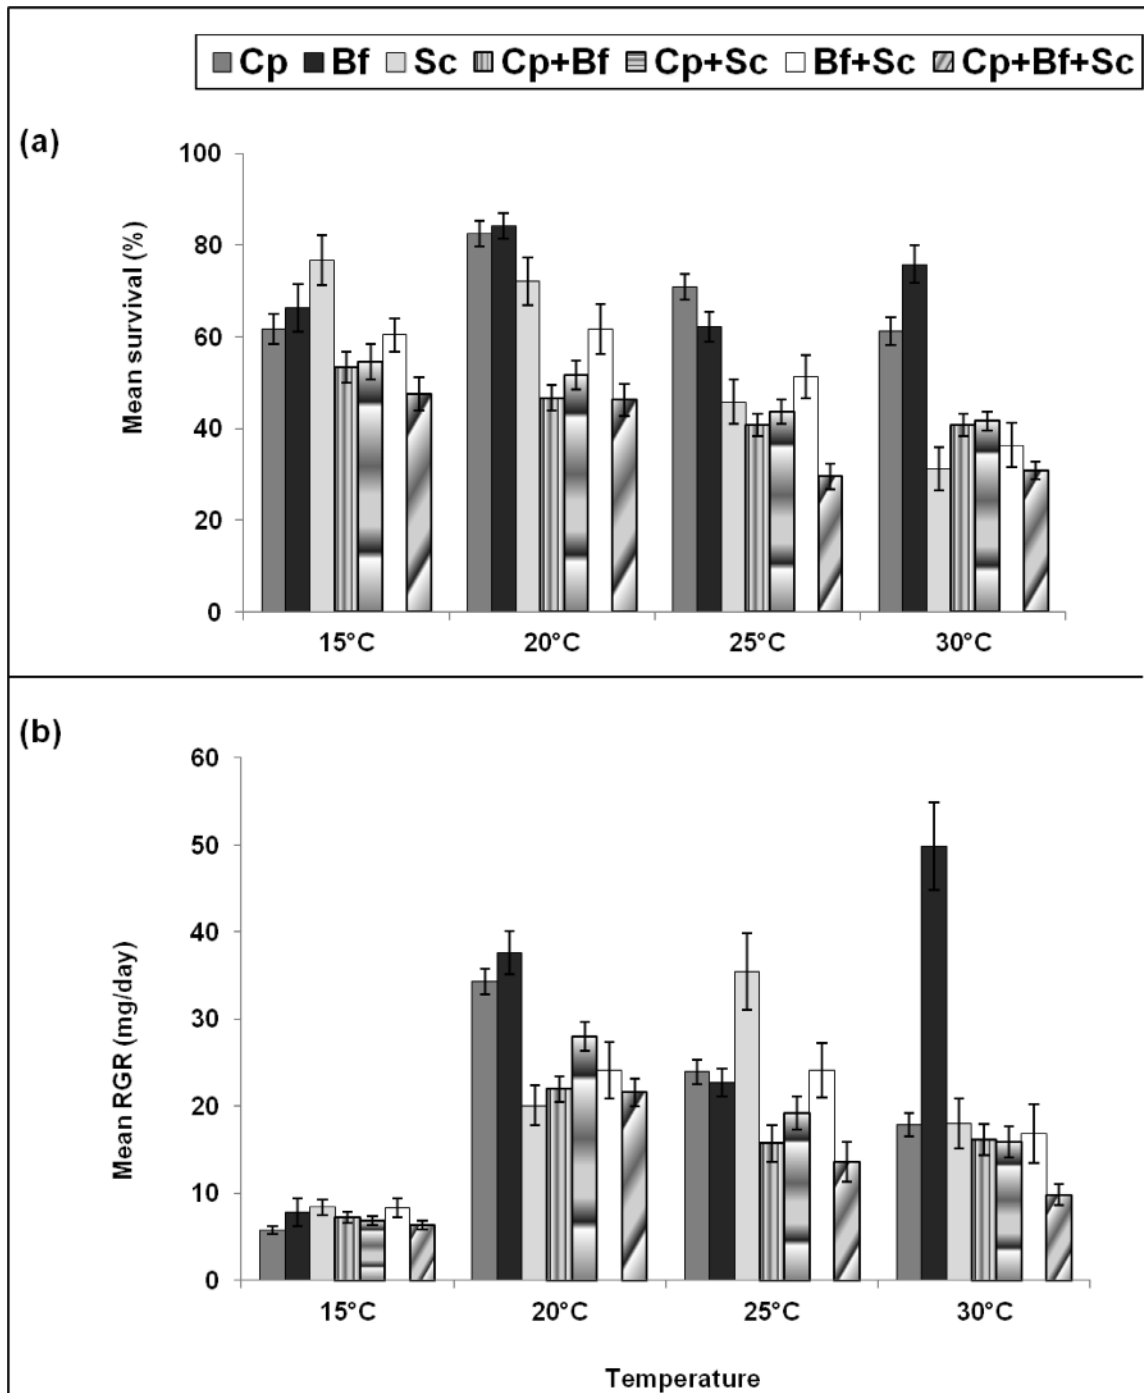 Cp Bf Sc Cp+Bf Cp+Sc Bf+Sc Cp+Bf+Sc
(a)
Mean survival (%)
100
80
60
40
20
0
15°C 20°C 25°C 30°C
(b)
Mean RGR (mg/day)
60
50
40
30
20
10
0
15°C 20°C 25°C 30°C
Temperature